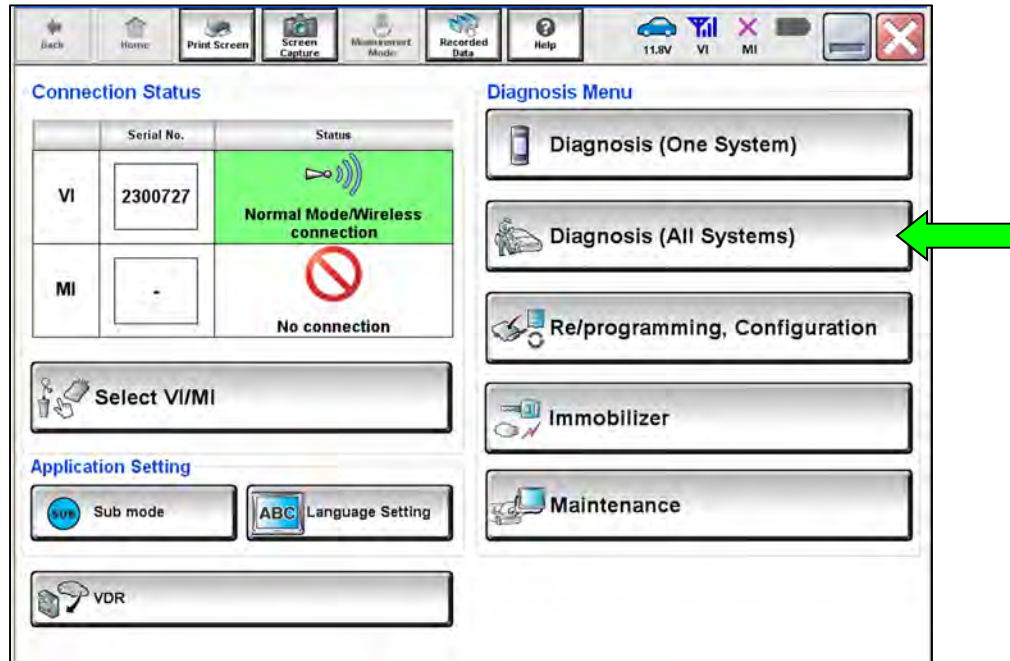 Back
Home
Print Screen
Screen
Capture
Measurement
Mode
Recorded
Data
Help
11.8V
VI
MI
Connection Status
Serial No.
Status
VI
2300727
Normal Mode/Wireless
connection
MI
-
No connection
Select VI/MI
Application Setting
SUB
Sub mode
ABC
Language Setting
VDR
Diagnosis Menu
Diagnosis (One System)
Diagnosis (All Systems)
Re/programming, Configuration
Immobilizer
Maintenance